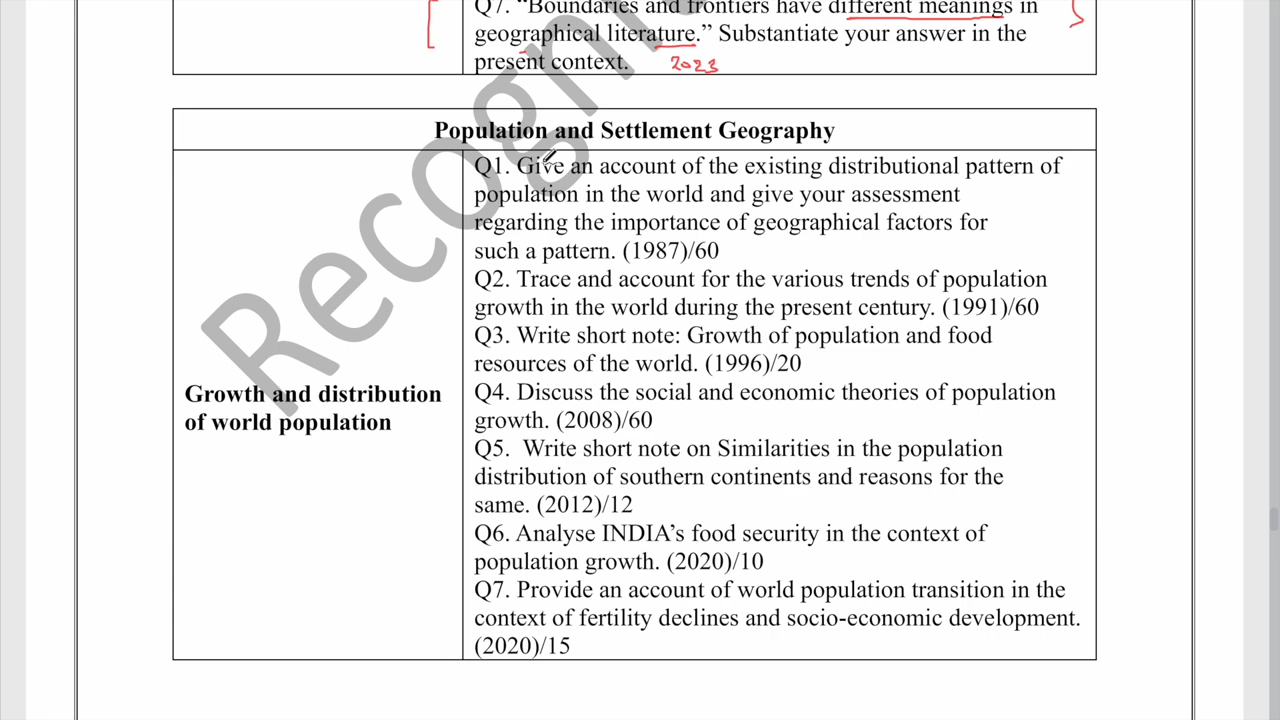 Q7. “Boundaries and frontiers have different meanings in
geographical literature.” Substantiate your answer in the
present context.
2023
Population and Settlement Geography
Growth and distribution
of world population
Q1. Give an account of the existing distributional pattern of
population in the world and give your assessment
regarding the importance of geographical factors for
such a pattern. (1987)/60
Q2. Trace and account for the various trends of population
growth in the world during the present century. (1991)/60
Q3. Write short note: Growth of population and food
resources of the world. (1996)/20
Q4. Discuss the social and economic theories of population
growth. (2008)/60
Q5.  Write short note on Similarities in the population
distribution of southern continents and reasons for the
same. (2012)/12
Q6. Analyse INDIA’s food security in the context of
population growth. (2020)/10
Q7. Provide an account of world population transition in the
context of fertility declines and socio-economic development.
(2020)/15